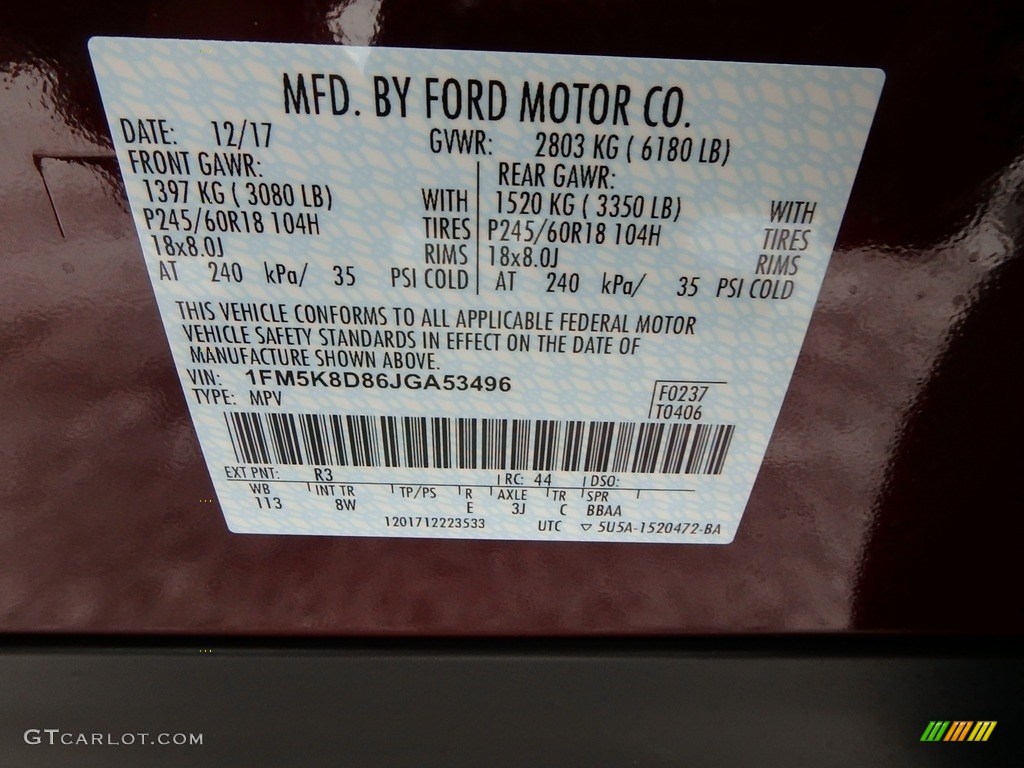 MFD. BY FORD MOTOR CO.
DATE: 12/17 GVWR: 2803 KG ( 6180 LB)
FRONT GAWR: REAR GAWR:
1397 KG ( 3080 LB) WITH 1520 KG ( 3350 LB) WITH
P245/60R18 104H TIRES P245/60R18 104H TIRES
18x8.0J RIMS 18x8.0J RIMS
AT 240 kPa/ 35 PSI COLD AT 240 kPa/ 35 PSI COLD
THIS VEHICLE CONFORMS TO ALL APPLICABLE FEDERAL MOTOR
VEHICLE SAFETY STANDARDS IN EFFECT ON THE DATE OF
MANUFACTURE SHOWN ABOVE.
VIN: 1FM5K8D86JGA53496
TYPE: MPV
F0237
T0406
EXT PNT: R3 RC: 44 DSO:
WB INT TR TP/PS R AXLE TR SPR
113 8W E 3J C BBAA
1201712223533 UTC ▽ 5U5A-1520472-BA
GTCARLOT.COM